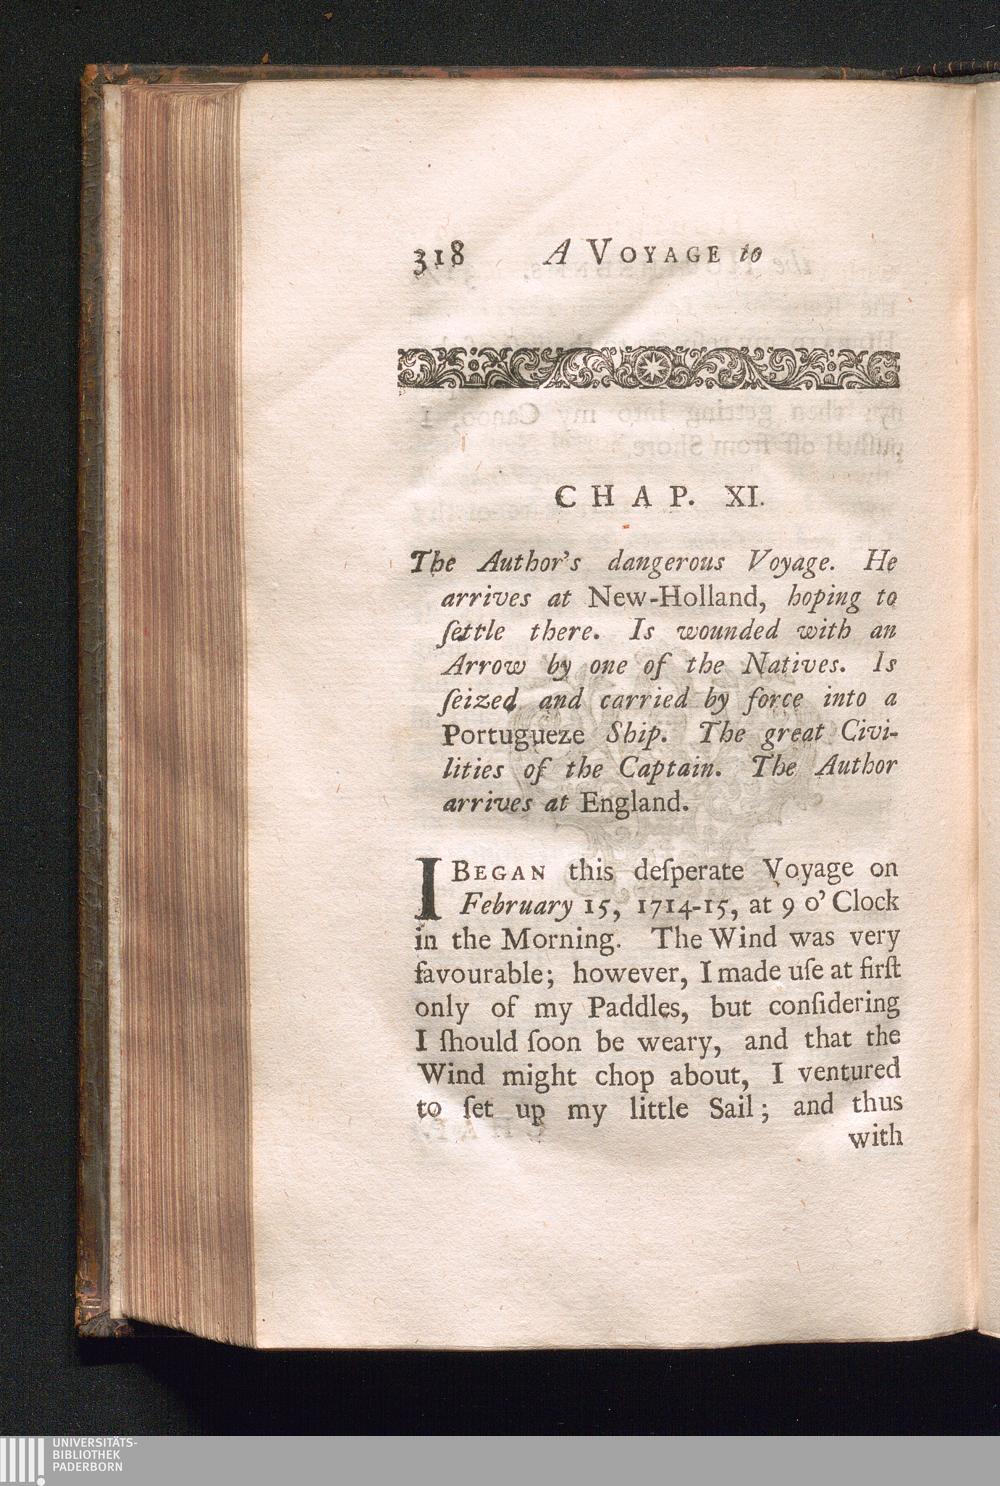 318 A VOYAGE to
CHAP. XI.
The Author's dangerous Voyage. He
arrives at New-Holland, hoping to
ſettle there. Is wounded with an
Arrow by one of the Natives. Is
ſeized and carried by force into a
Portugueze Ship. The great Civi-
lities of the Captain. The Author
arrives at England.
I BEGAN this deſperate Voyage on
February 15, 1714-15, at 9 o' Clock
in the Morning. The Wind was very
favourable; however, I made uſe at firſt
only of my Paddles, but conſidering
I ſhould ſoon be weary, and that the
Wind might chop about, I ventured
to ſet up my little Sail; and thus
with
UNIVERSITÄTS-
BIBLIOTHEK
PADERBORN